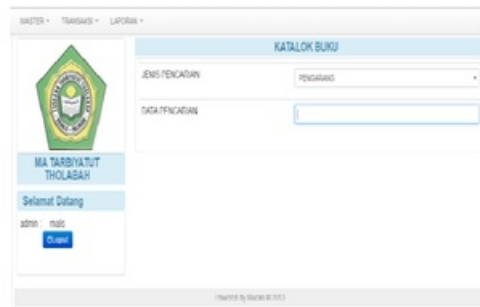 MASTER TRANSAKSI LAPORAN
KATALOK BUKU
JENIS PENCARIAN
PENGARANG
DATA PENCARIAN
MA TARBIYATUT
THOLABAH
Selamat Datang
admin :
Logout